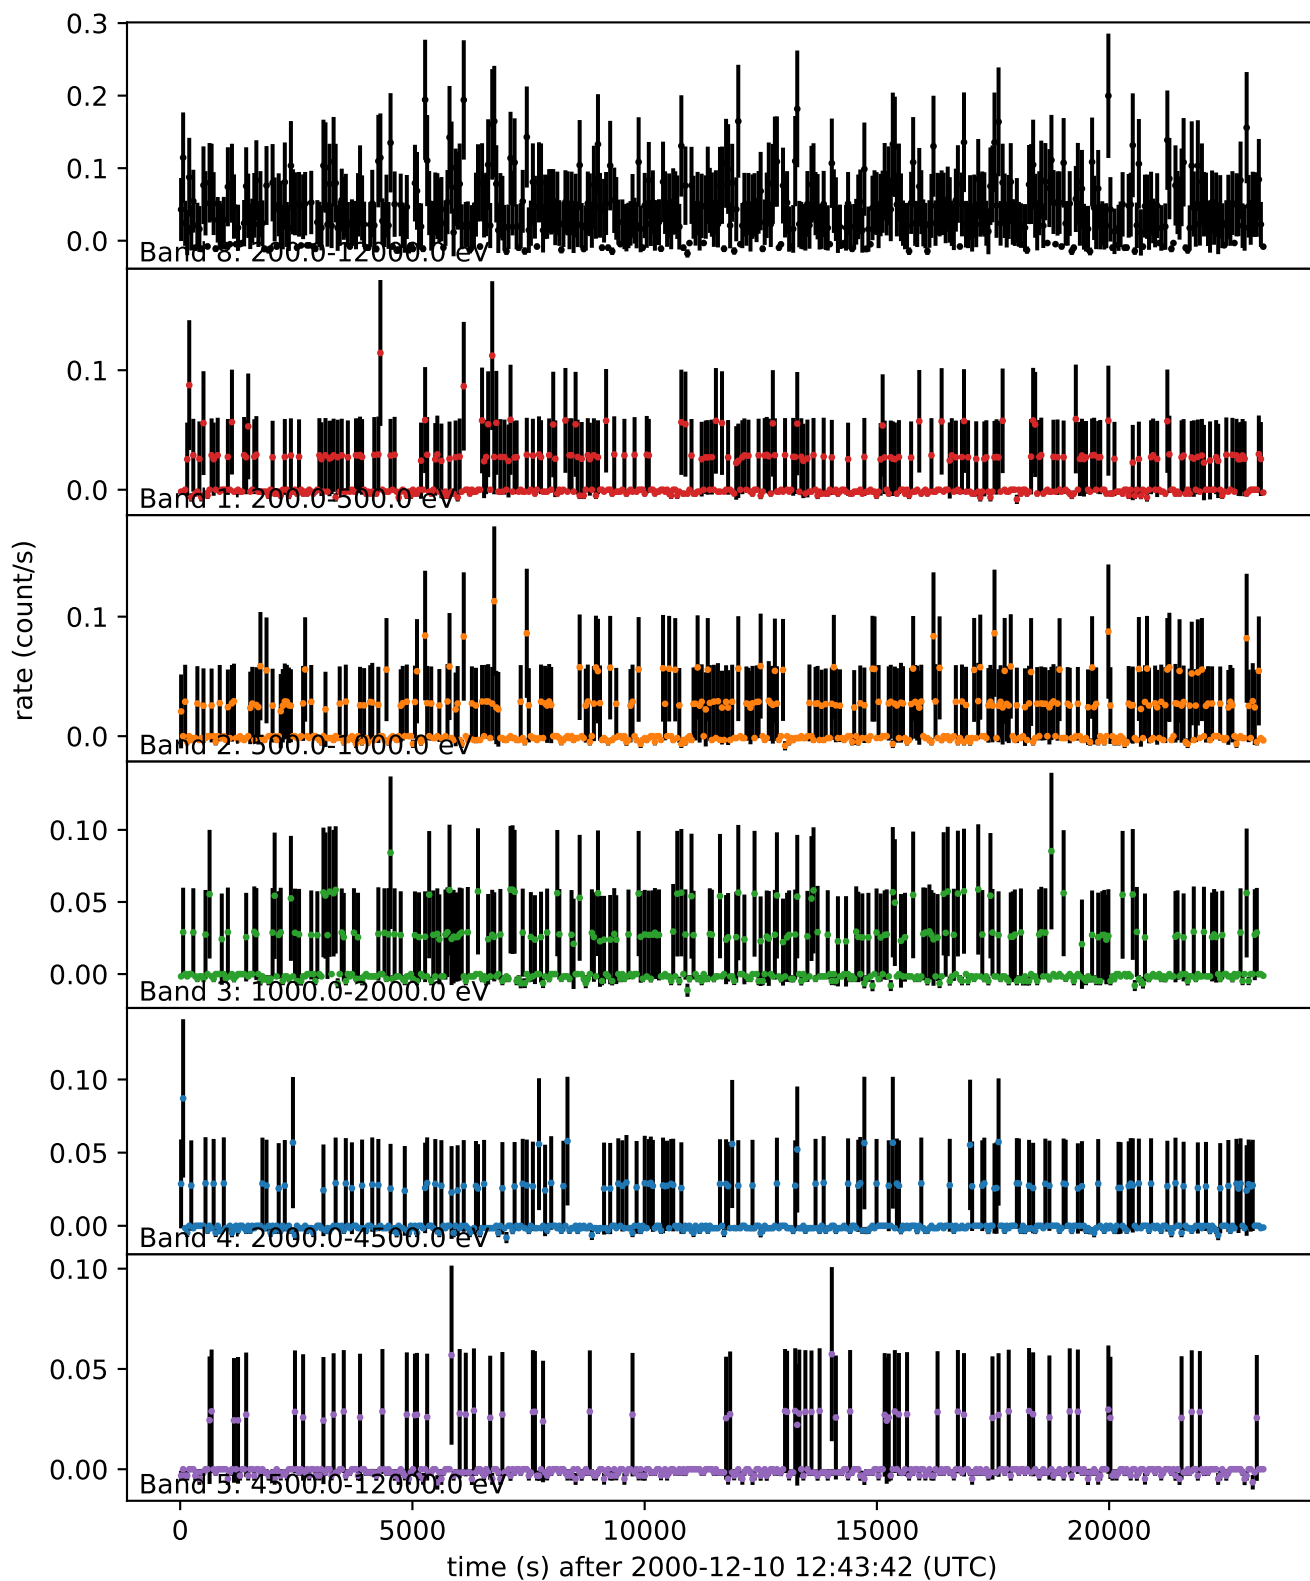 0.3
0.2
0.1
0.0
Band 8: 200.0-12000.0 eV
0.1
0.0
Band 1: 200.0-500.0 eV
0.1
0.0
Band 2: 500.0-1000.0 eV
rate (count/s)
0.10
0.05
0.00
Band 3: 1000.0-2000.0 eV
0.10
0.05
0.00
Band 4: 2000.0-4500.0 eV
0.10
0.05
0.00
Band 5: 4500.0-12000.0 eV
0 5000 10000 15000 20000
time (s) after 2000-12-10 12:43:42 (UTC)